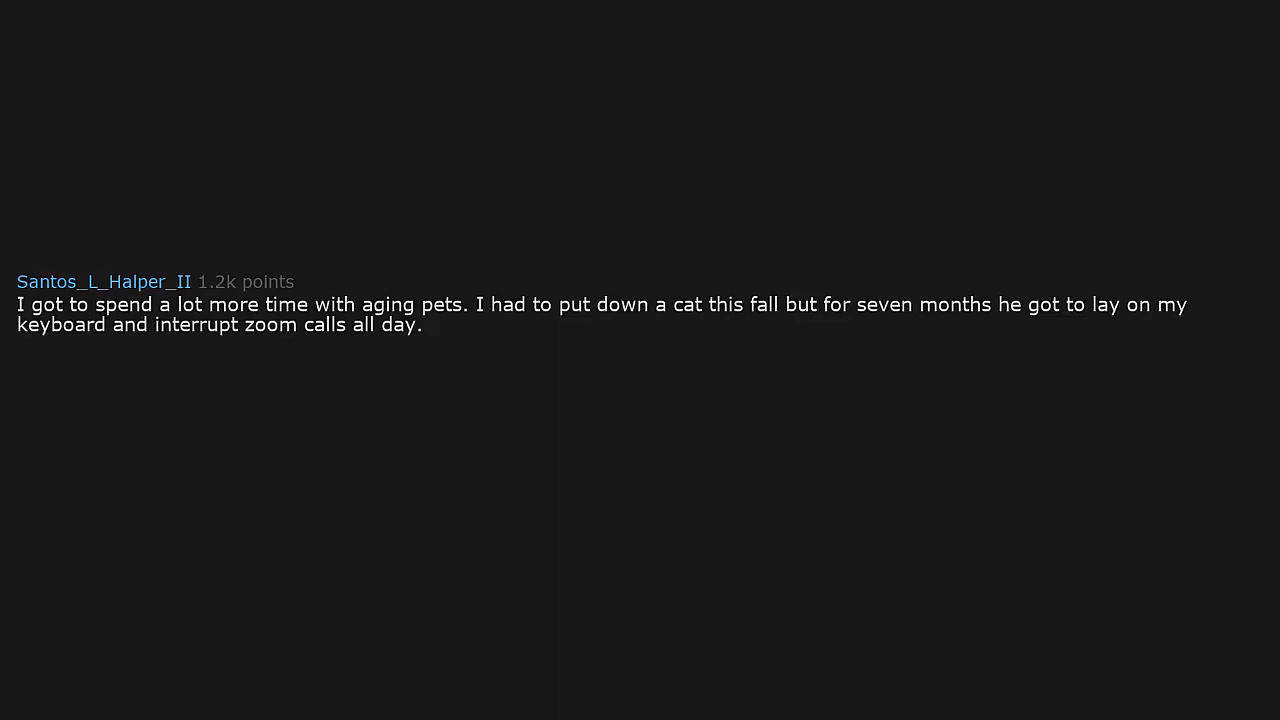 Santos_L_Halper_II 1.2k points
I got to spend a lot more time with aging pets. I had to put down a cat this fall but for seven months he got to lay on my
keyboard and interrupt zoom calls all day.